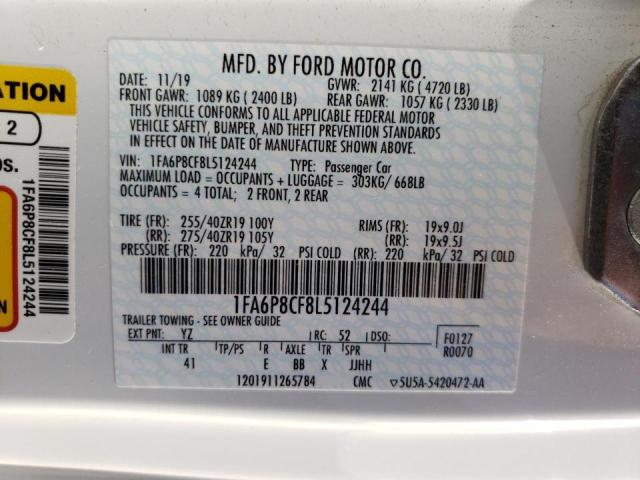 ATION
2
OS.
1FA6P8CF8L5124244
MFD. BY FORD MOTOR CO.
DATE: 11/19 GVWR: 2141 KG ( 4720 LB)
FRONT GAWR: 1089 KG ( 2400 LB) REAR GAWR: 1057 KG ( 2330 LB)
THIS VEHICLE CONFORMS TO ALL APPLICABLE FEDERAL MOTOR
VEHICLE SAFETY, BUMPER, AND THEFT PREVENTION STANDARDS
IN EFFECT ON THE DATE OF MANUFACTURE SHOWN ABOVE.
VIN: 1FA6P8CF8L5124244 TYPE: Passenger Car
MAXIMUM LOAD = OCCUPANTS + LUGGAGE = 303KG/ 668LB
OCCUPANTS = 4 TOTAL; 2 FRONT, 2 REAR
TIRE (FR): 255/40ZR19 100Y RIMS (FR): 19x9.0J
(RR): 275/40ZR19 105Y (RR): 19x9.5J
PRESSURE (FR): 220 kPa/ 32 PSI COLD (RR): 220 kPa/ 32 PSI COLD
1FA6P8CF8L5124244
TRAILER TOWING - SEE OWNER GUIDE
EXT PNT: YZ RC: 52 DSO: F0127
INT TR TP/PS R AXLE TR SPR R0070
41 E BB X JJHH
1201911265784 CMC 5U5A-5420472-AA